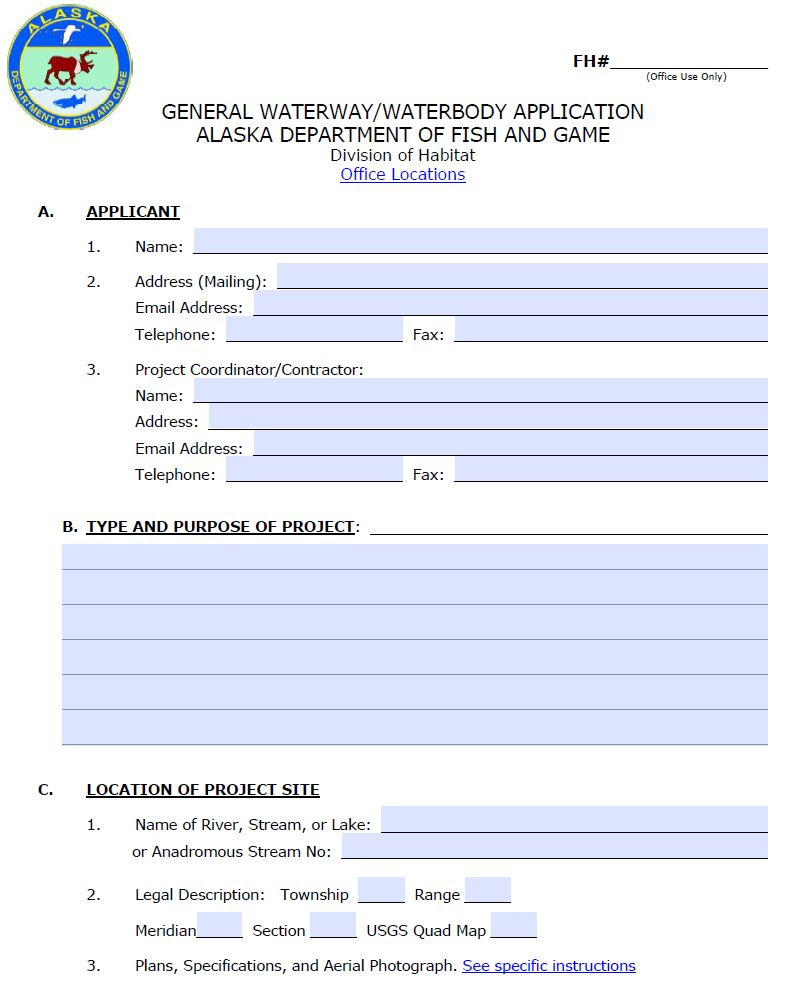 ALASKA
DEPARTMENT OF FISH AND GAME
FH#
(Office Use Only)
GENERAL WATERWAY/WATERBODY APPLICATION
ALASKA DEPARTMENT OF FISH AND GAME
Division of Habitat
Office Locations
A. APPLICANT
1. Name:
2. Address (Mailing):
Email Address:
Telephone: Fax:
3. Project Coordinator/Contractor:
Name:
Address:
Email Address:
Telephone: Fax:
B. TYPE AND PURPOSE OF PROJECT:
C. LOCATION OF PROJECT SITE
1. Name of River, Stream, or Lake:
or Anadromous Stream No:
2. Legal Description: Township Range
Meridian Section USGS Quad Map
3. Plans, Specifications, and Aerial Photograph. See specific instructions